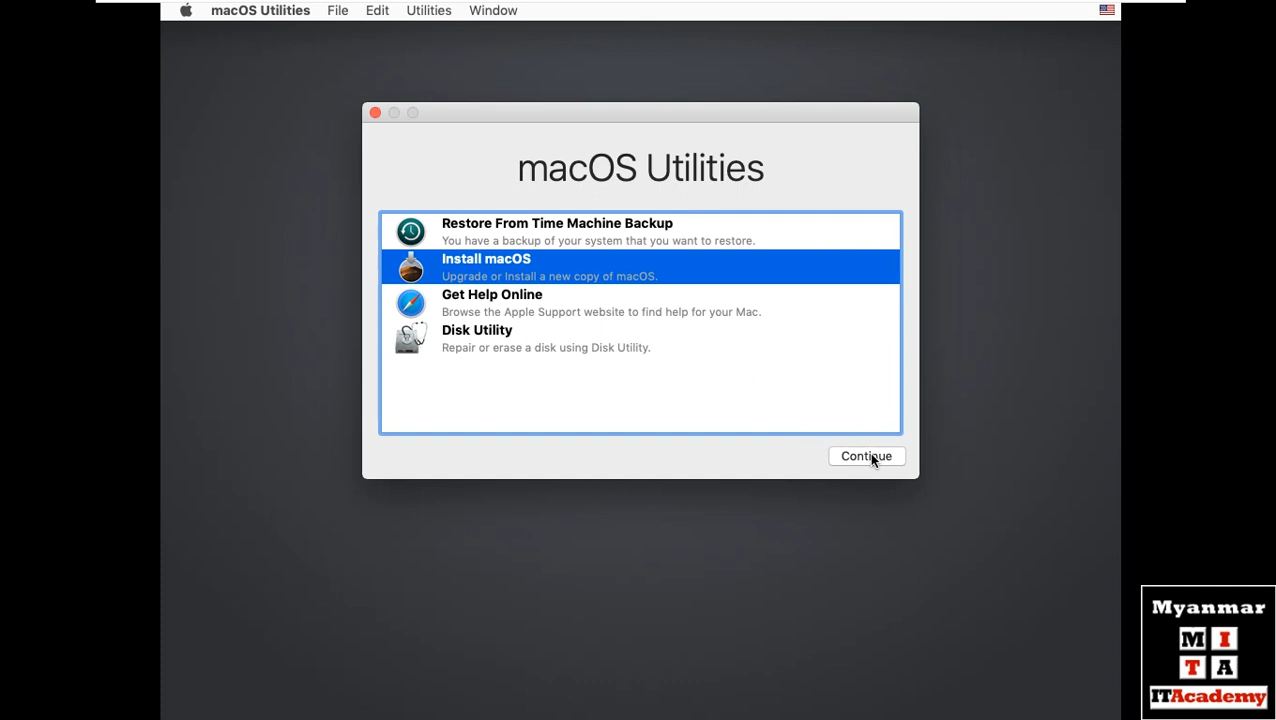 macOS Utilities File Edit Utilities Window
macOS Utilities
Restore From Time Machine Backup
You have a backup of your system that you want to restore.
Install macOS
Upgrade or Install a new copy of macOS.
Get Help Online
Browse the Apple Support website to find help for your Mac.
Disk Utility
Repair or erase a disk using Disk Utility.
Continue
Myanmar
M I
T A
ITAcademy